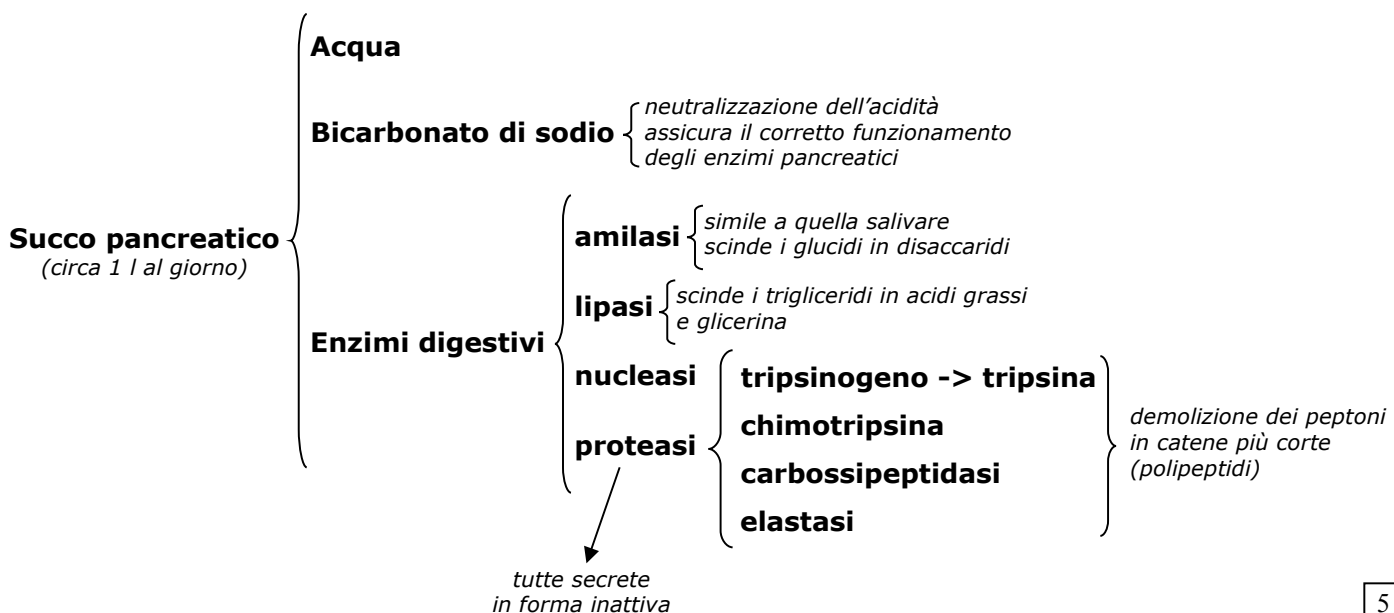 Acqua
Bicarbonato di sodio
neutralizzazione dell'acidità
assicura il corretto funzionamento
degli enzimi pancreatici
Succo pancreatico
(circa 1 l al giorno)
Enzimi digestivi
amilasi
simile a quella salivare
scinde i glucidi in disaccaridi
lipasi
scinde i trigliceridi in acidi grassi
e glicerina
nucleasi
proteasi
tripsinogeno -> tripsina
chimotripsina
carbossipeptidasi
elastasi
demolizione dei peptoni
in catene più corte
(polipeptidi)
tutte secrete
in forma inattiva
5